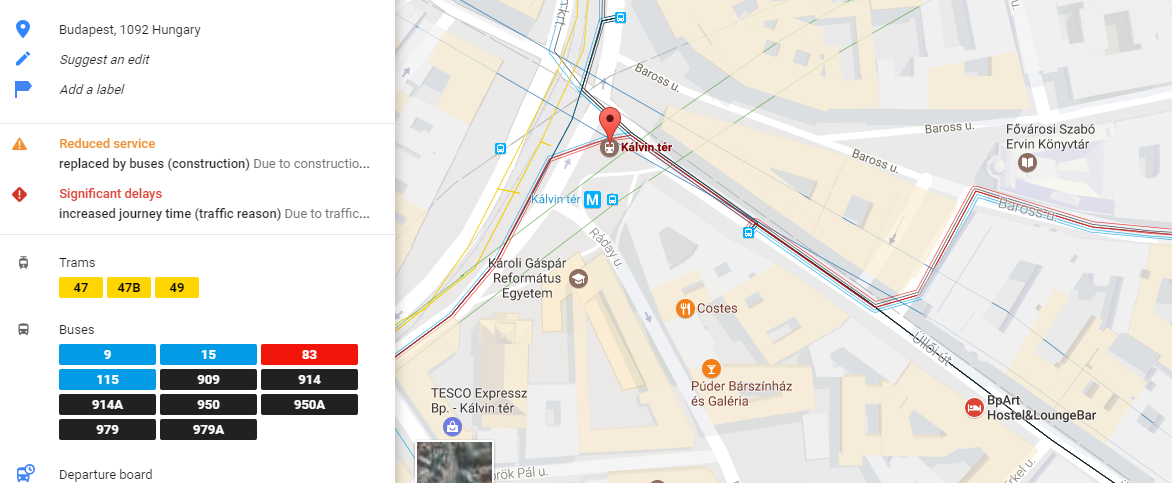 Budapest, 1092 Hungary
Suggest an edit
Add a label
Reduced service
replaced by buses (construction) Due to constructio...
Significant delays
increased journey time (traffic reason) Due to traffic...
Trams
47 47B 49
Buses
9 15 83
115 909 914
914A 950 950A
979 979A
Departure board
Baross u.
Baross u.
Baross u.
Baross u.
Fővárosi Szabó
Ervin Könyvtár
Kálvin tér
Kálvin tér M
Ráday u.
Károli Gáspár
Református
Egyetem
Costes
Üllői út
Púder Bárszínház
és Galéria
TESCO Expressz
Bp. - Kálvin tér
BpArt
Hostel&LoungeBar
örök Pál u.
rkel u.